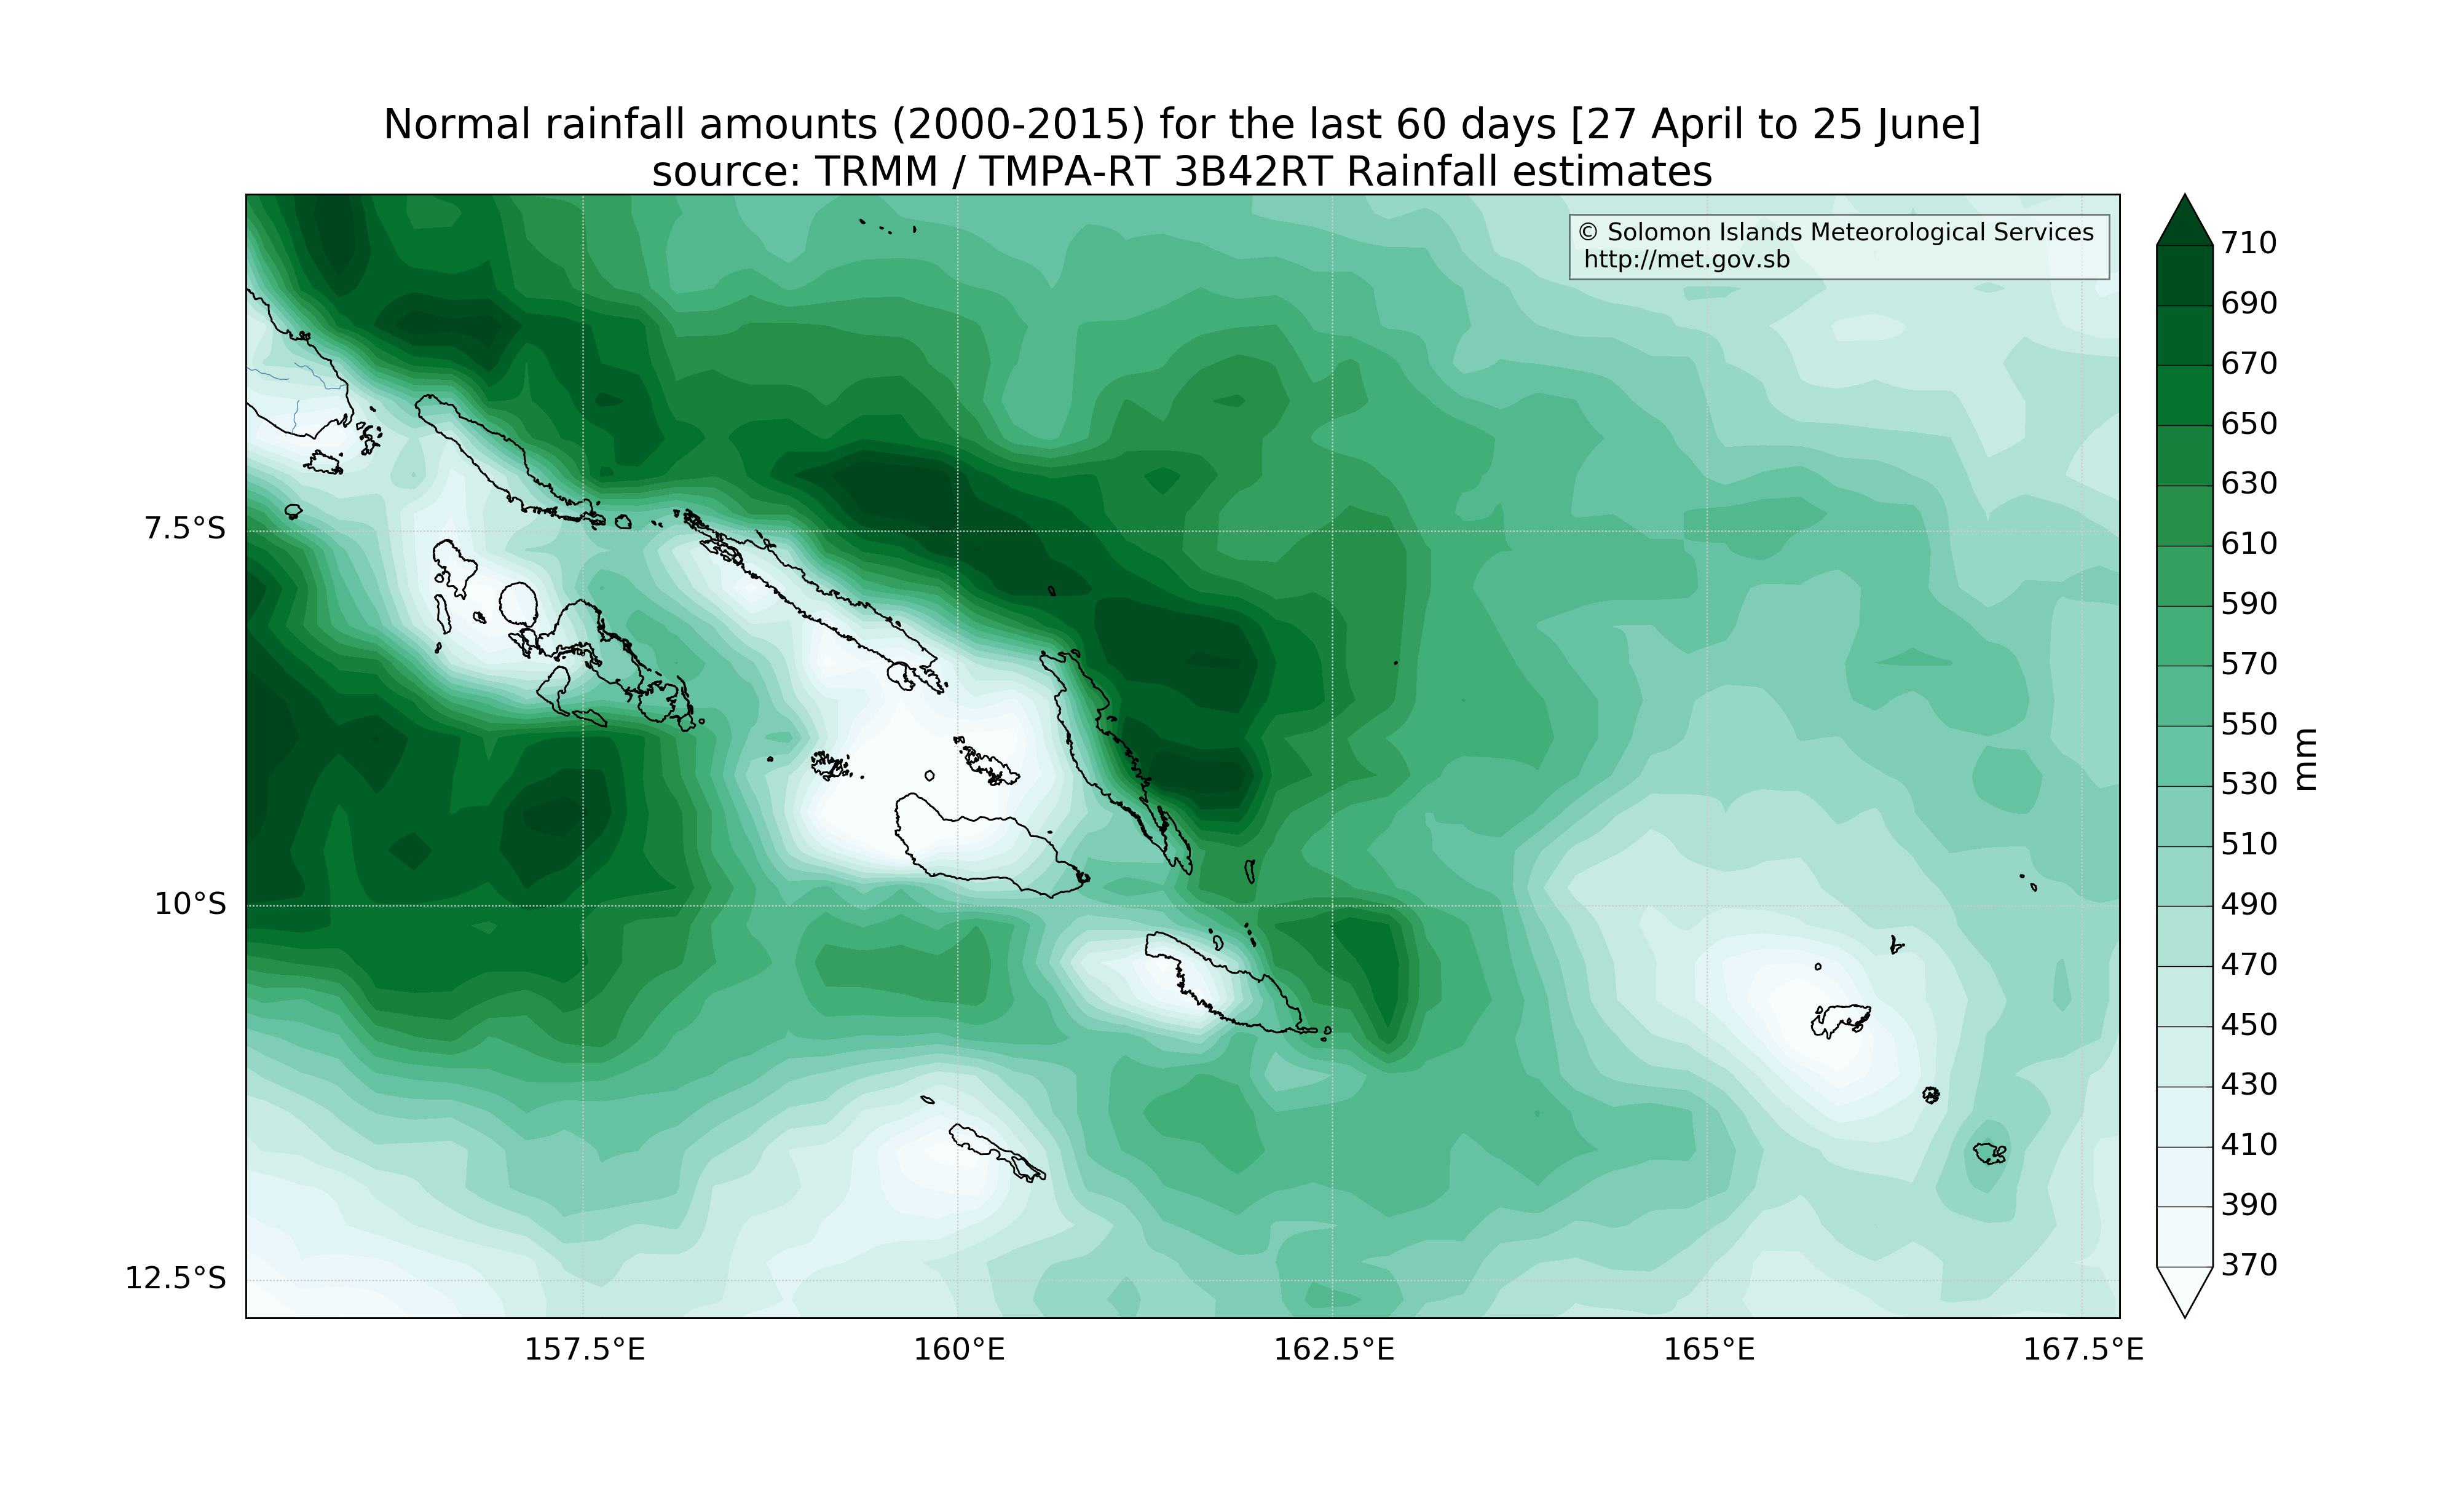 Normal rainfall amounts (2000-2015) for the last 60 days [27 April to 25 June]
source: TRMM / TMPA-RT 3B42RT Rainfall estimates
© Solomon Islands Meteorological Services
http://met.gov.sb
7.5°S
10°S
12.5°S
157.5°E
160°E
162.5°E
165°E
167.5°E
710
690
670
650
630
610
590
570
550
530
510
490
470
450
430
410
390
370
mm